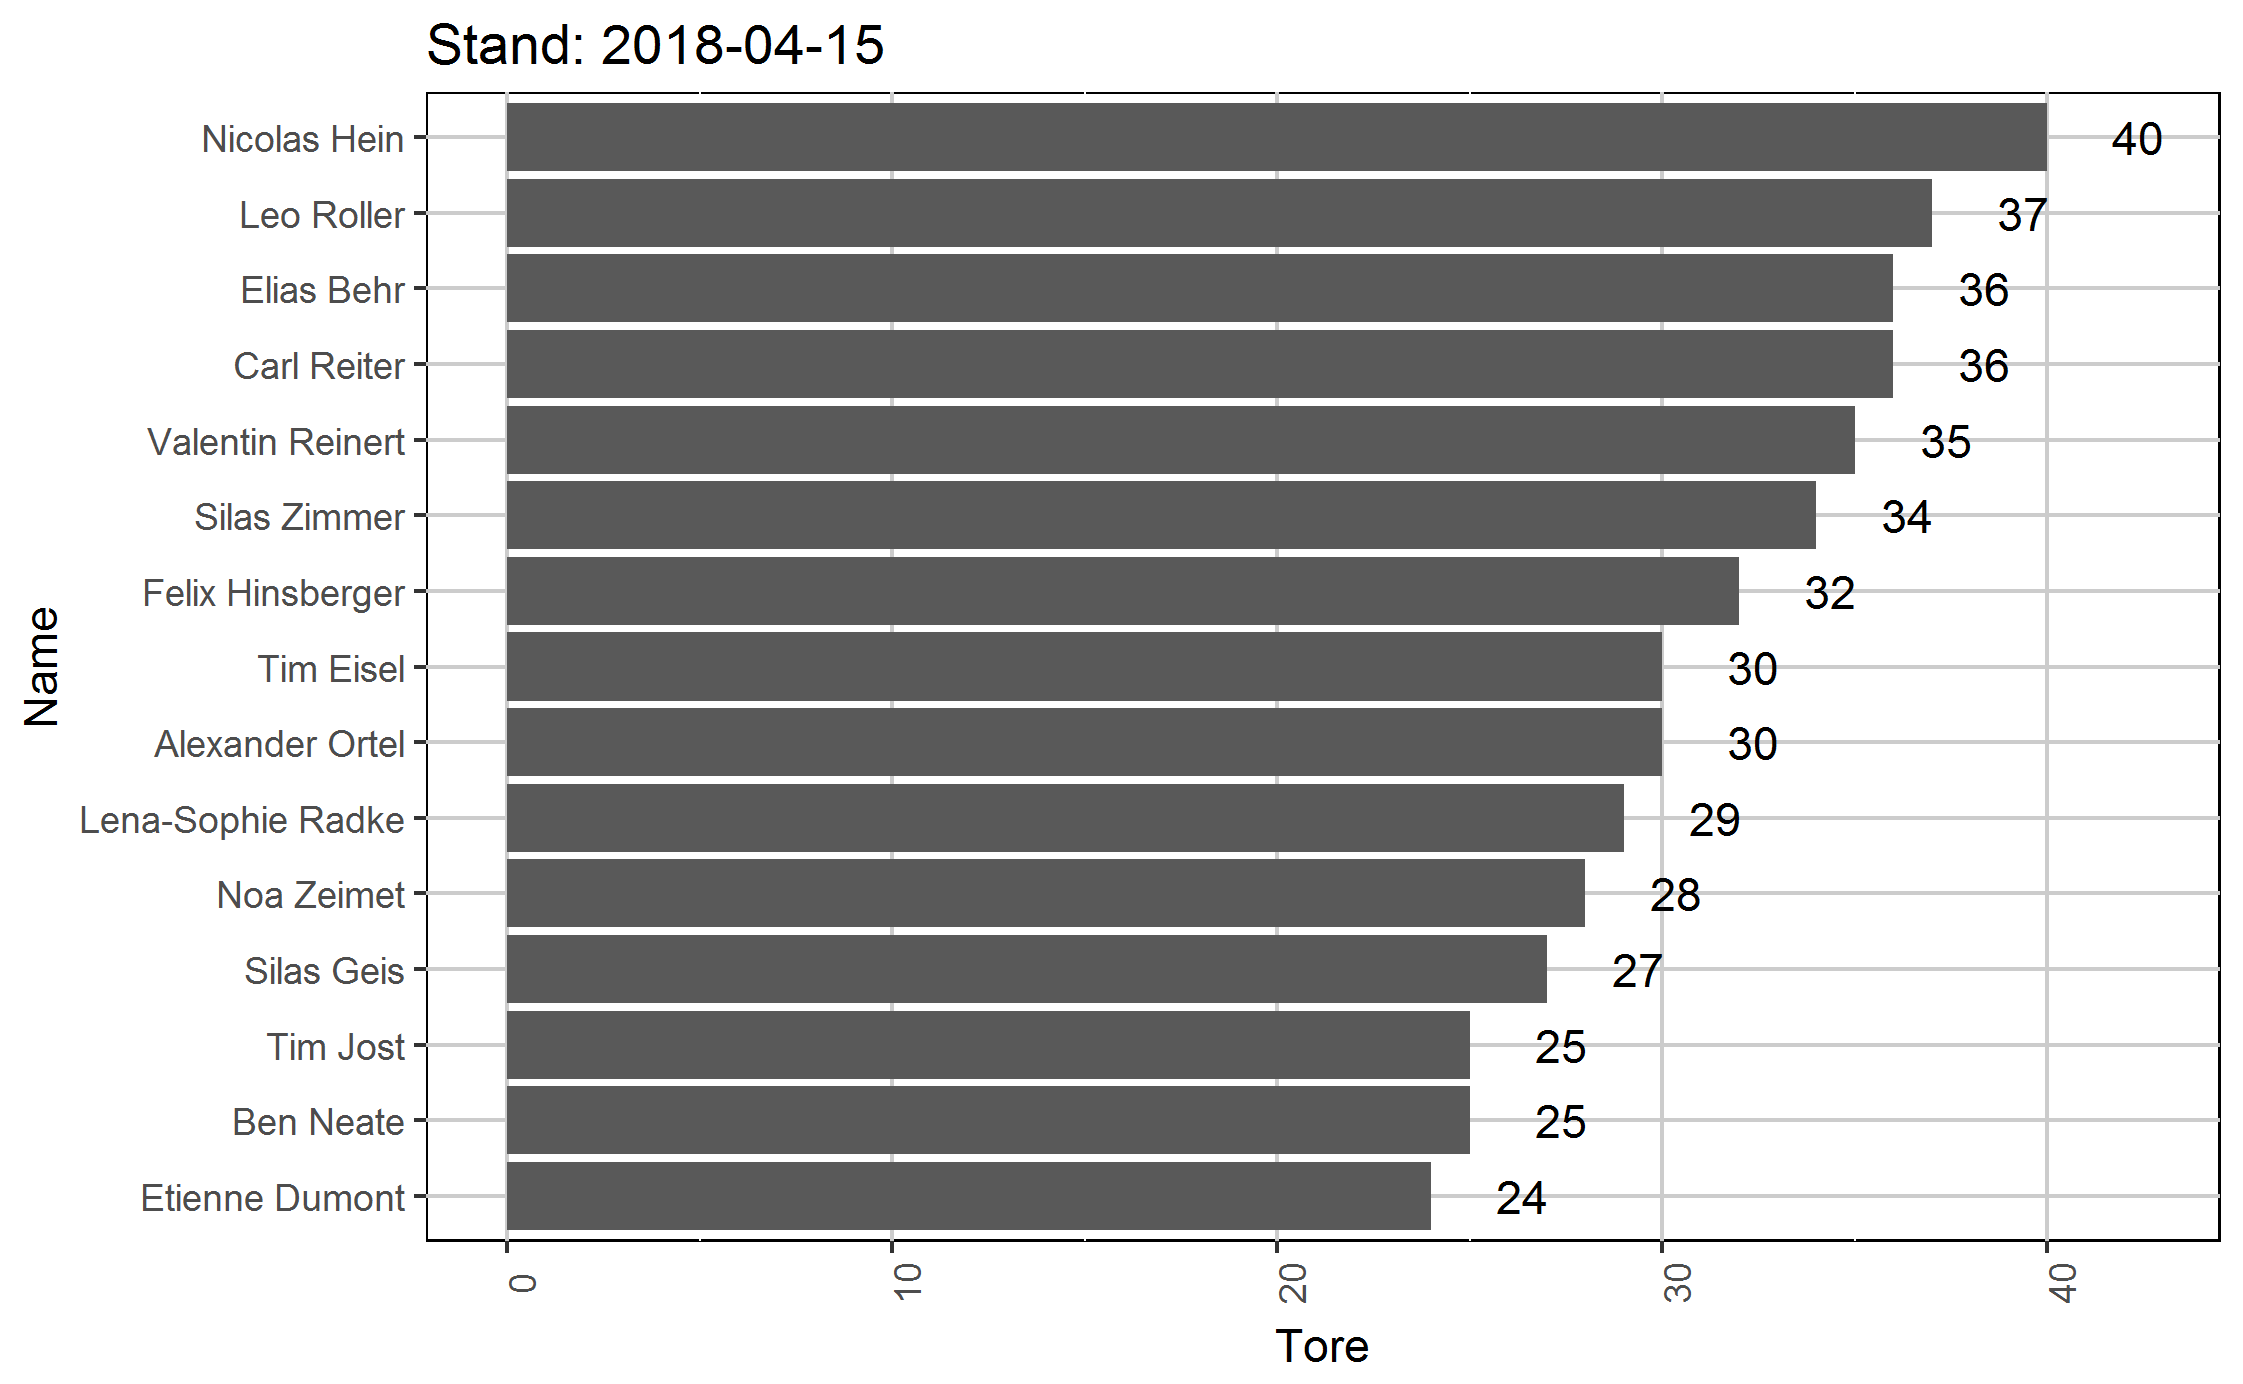 Stand: 2018-04-15
Nicolas Hein 40
Leo Roller 37
Elias Behr 36
Carl Reiter 36
Valentin Reinert 35
Silas Zimmer 34
Felix Hinsberger 32
Tim Eisel 30
Alexander Ortel 30
Lena-Sophie Radke 29
Noa Zeimet 28
Silas Geis 27
Tim Jost 25
Ben Neate 25
Etienne Dumont 24
0 10 20 30 40
Tore
Name